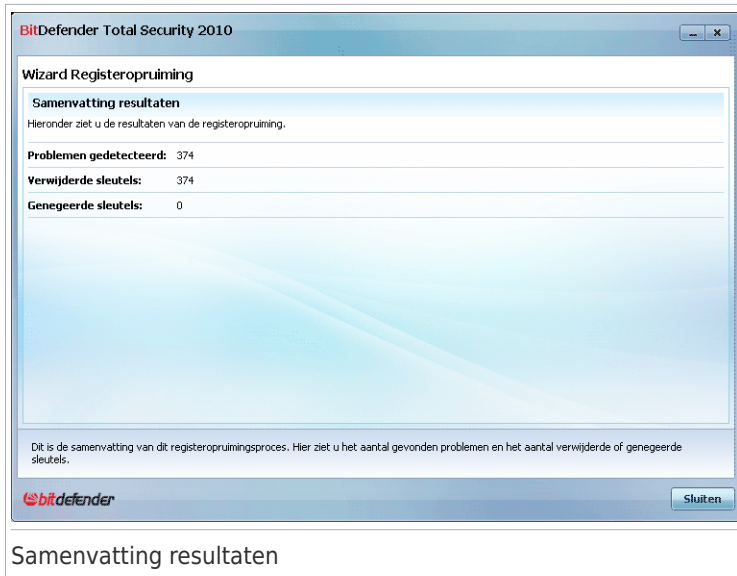 BitDefender Total Security 2010
Wizard Registeropruiming
Samenvatting resultaten
Hieronder ziet u de resultaten van de registeropruiming.
Problemen gedetecteerd: 374
Verwijderde sleutels: 374
Genegeerde sleutels: 0
Dit is de samenvatting van dit registeropruimingsproces. Hier ziet u het aantal gevonden problemen en het aantal verwijderde of genegeerde
sleutels.
bitdefender
Sluiten
Samenvatting resultaten